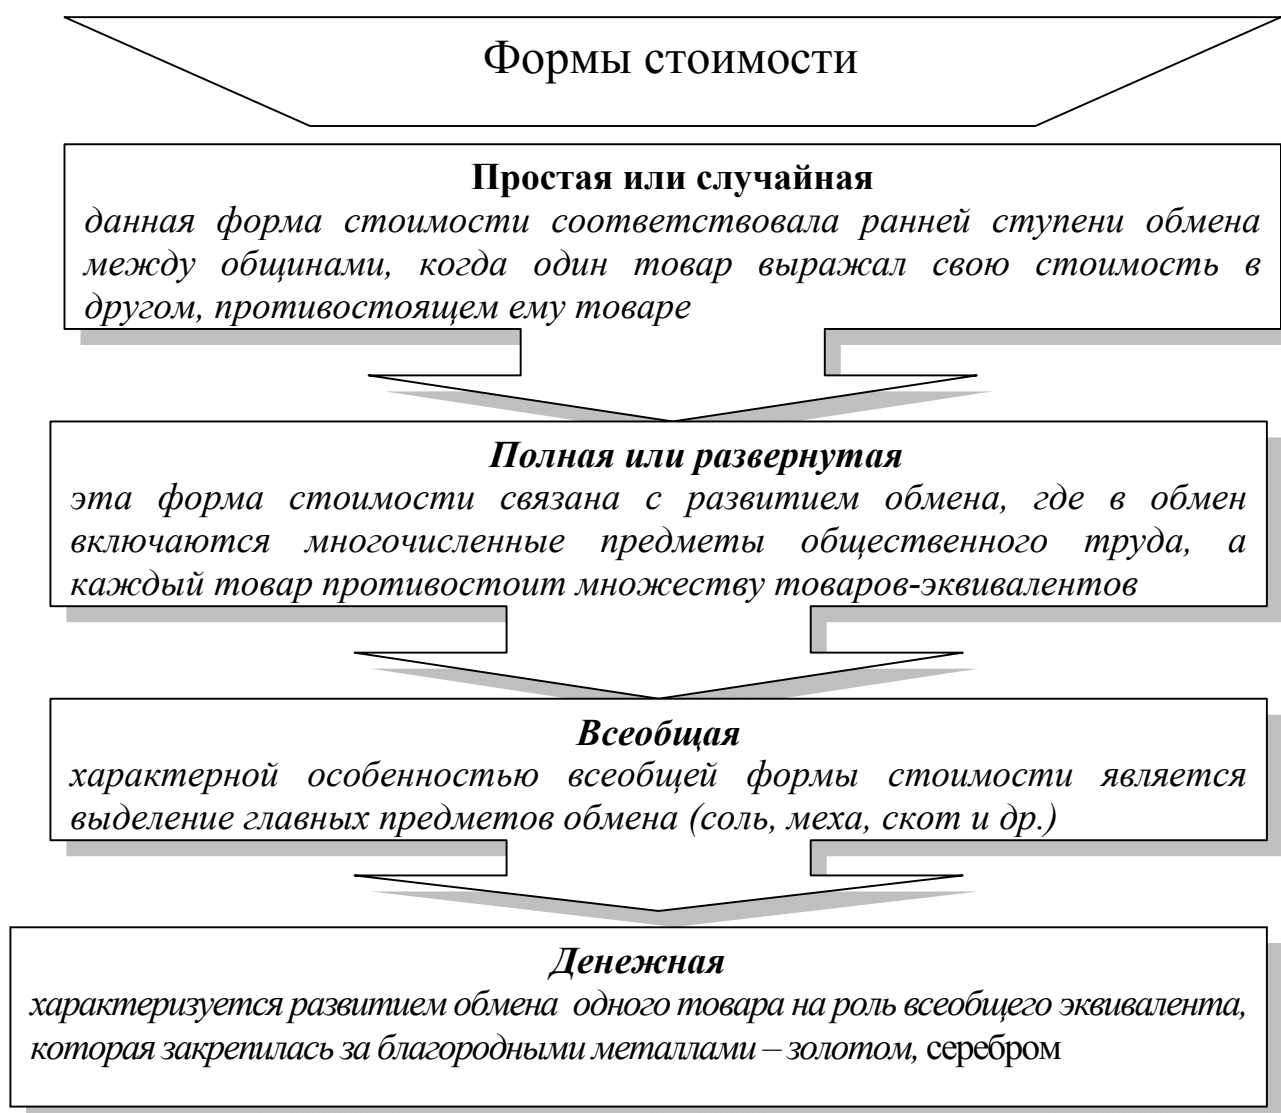 Формы стоимости
Простая или случайная
данная форма стоимости соответствовала ранней ступени обмена
между общинами, когда один товар выражал свою стоимость в
другом, противостоящем ему товаре
Полная или развернутая
эта форма стоимости связана с развитием обмена, где в обмен
включаются многочисленные предметы общественного труда, а
каждый товар противостоит множеству товаров-эквивалентов
Всеобщая
характерной особенностью всеобщей формы стоимости является
выделение главных предметов обмена (соль, меха, скот и др.)
Денежная
характеризуется развитием обмена одного товара на роль всеобщего эквивалента,
которая закрепилась за благородными металлами – золотом, серебром